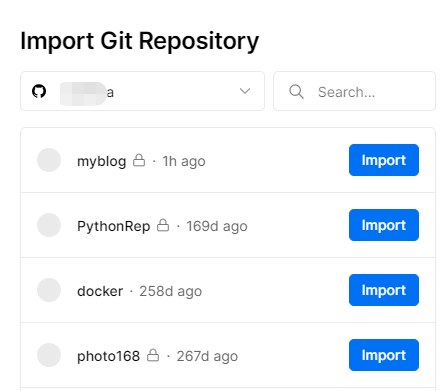 Import Git Repository
a
Search...
myblog · 1h ago
Import
PythonRep · 169d ago
Import
docker · 258d ago
Import
photo168 · 267d ago
Import